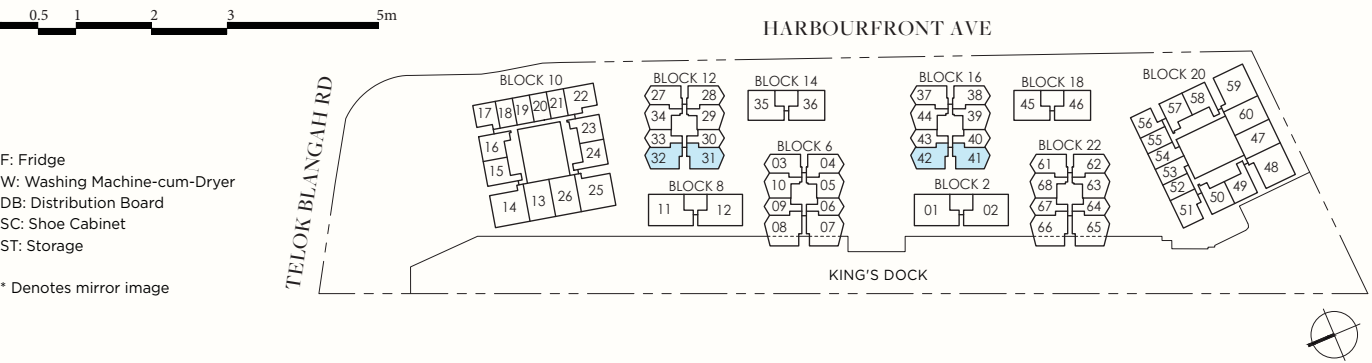 0.5 1 2 3 5m
HARBOURFRONT AVE
TELOK BLANGAH RD
F: Fridge
W: Washing Machine-cum-Dryer
DB: Distribution Board
SC: Shoe Cabinet
ST: Storage
* Denotes mirror image
BLOCK 10
17 18 19 20 21 22
16 23
15 24
14 13 26 25
BLOCK 12
27 28
34 29
33 30
32 31
BLOCK 14
35 36
BLOCK 6
03 04
10 05
09 06
08 07
BLOCK 8
11 12
BLOCK 16
37 38
44 39
43 40
42 41
BLOCK 18
45 46
BLOCK 2
01 02
BLOCK 22
61 62
68 63
67 64
66 65
BLOCK 20
56 57 58 59
55 60
54 47
53 48
52 49
51 50
KING'S DOCK